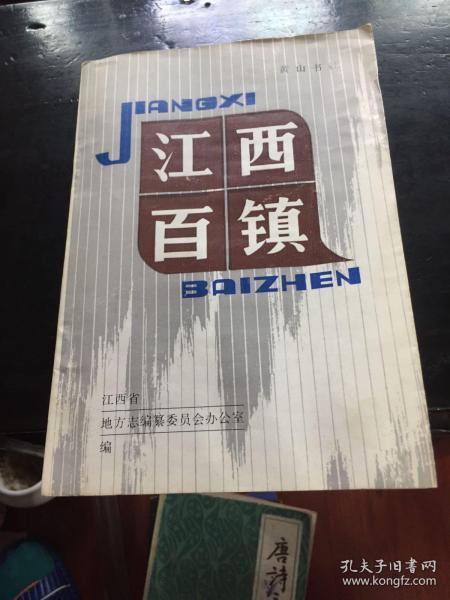 黄山书
JIANGXI
江西
百镇
BAIZHEN
江西省
地方志编纂委员会办公室
编
唐诗
孔夫子旧书网
www.kongfz.com